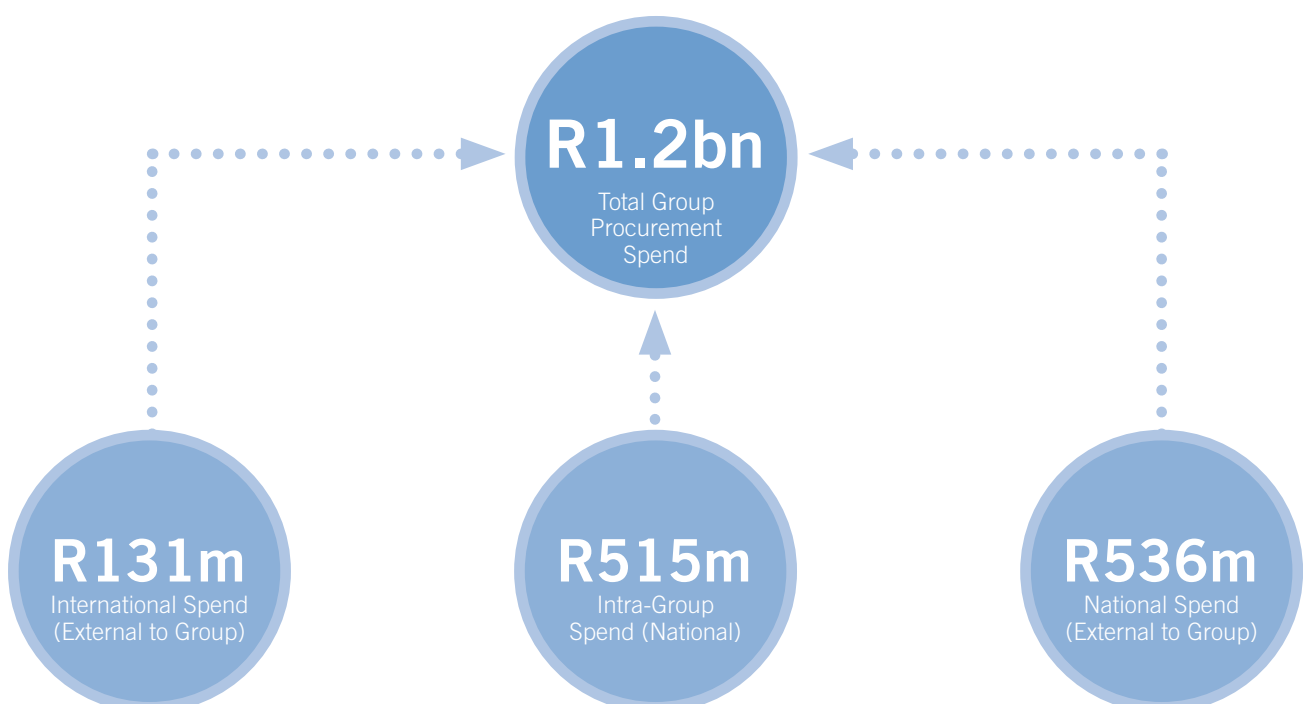 R1.2bn
Total Group
Procurement
Spend
R131m
International Spend
(External to Group)
R515m
Intra-Group
Spend (National)
R536m
National Spend
(External to Group)